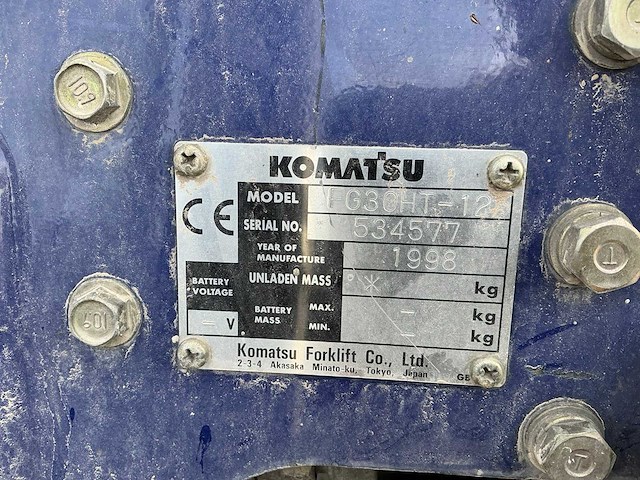 KOMATSU
CE
MODEL FG30HT-12
SERIAL NO. 534577
YEAR OF MANUFACTURE 1998
UNLADEN MASS kg
BATTERY VOLTAGE - V
BATTERY MASS MAX. - kg
MIN. kg
Komatsu Forklift Co., Ltd.
2-3-4 Akasaka Minato-ku, Tokyo, Japan
GB